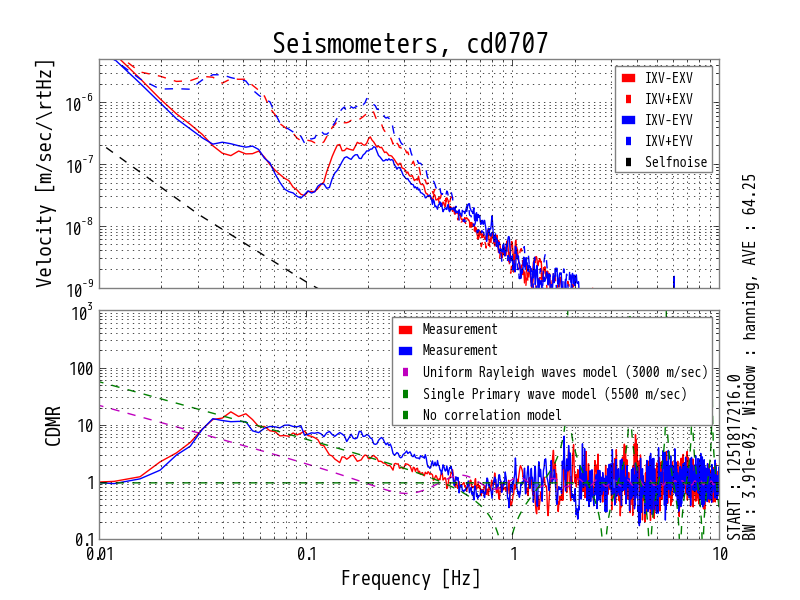 Seismometers, cd0707
Velocity [m/sec/\rtHz]
10^-6
10^-7
10^-8
10^-9
IXV-EXV
IXV+EXV
IXV-EYV
IXV+EYV
Selfnoise
CDMR
10^3
100
10
1
0.1
Measurement
Measurement
Uniform Rayleigh waves model (3000 m/sec)
Single Primary wave model (5500 m/sec)
No correlation model
0.01
0.1
1
10
Frequency [Hz]
START : 1251817216.0
BW : 3.91e-03, Window : hanning, AVE : 64.25